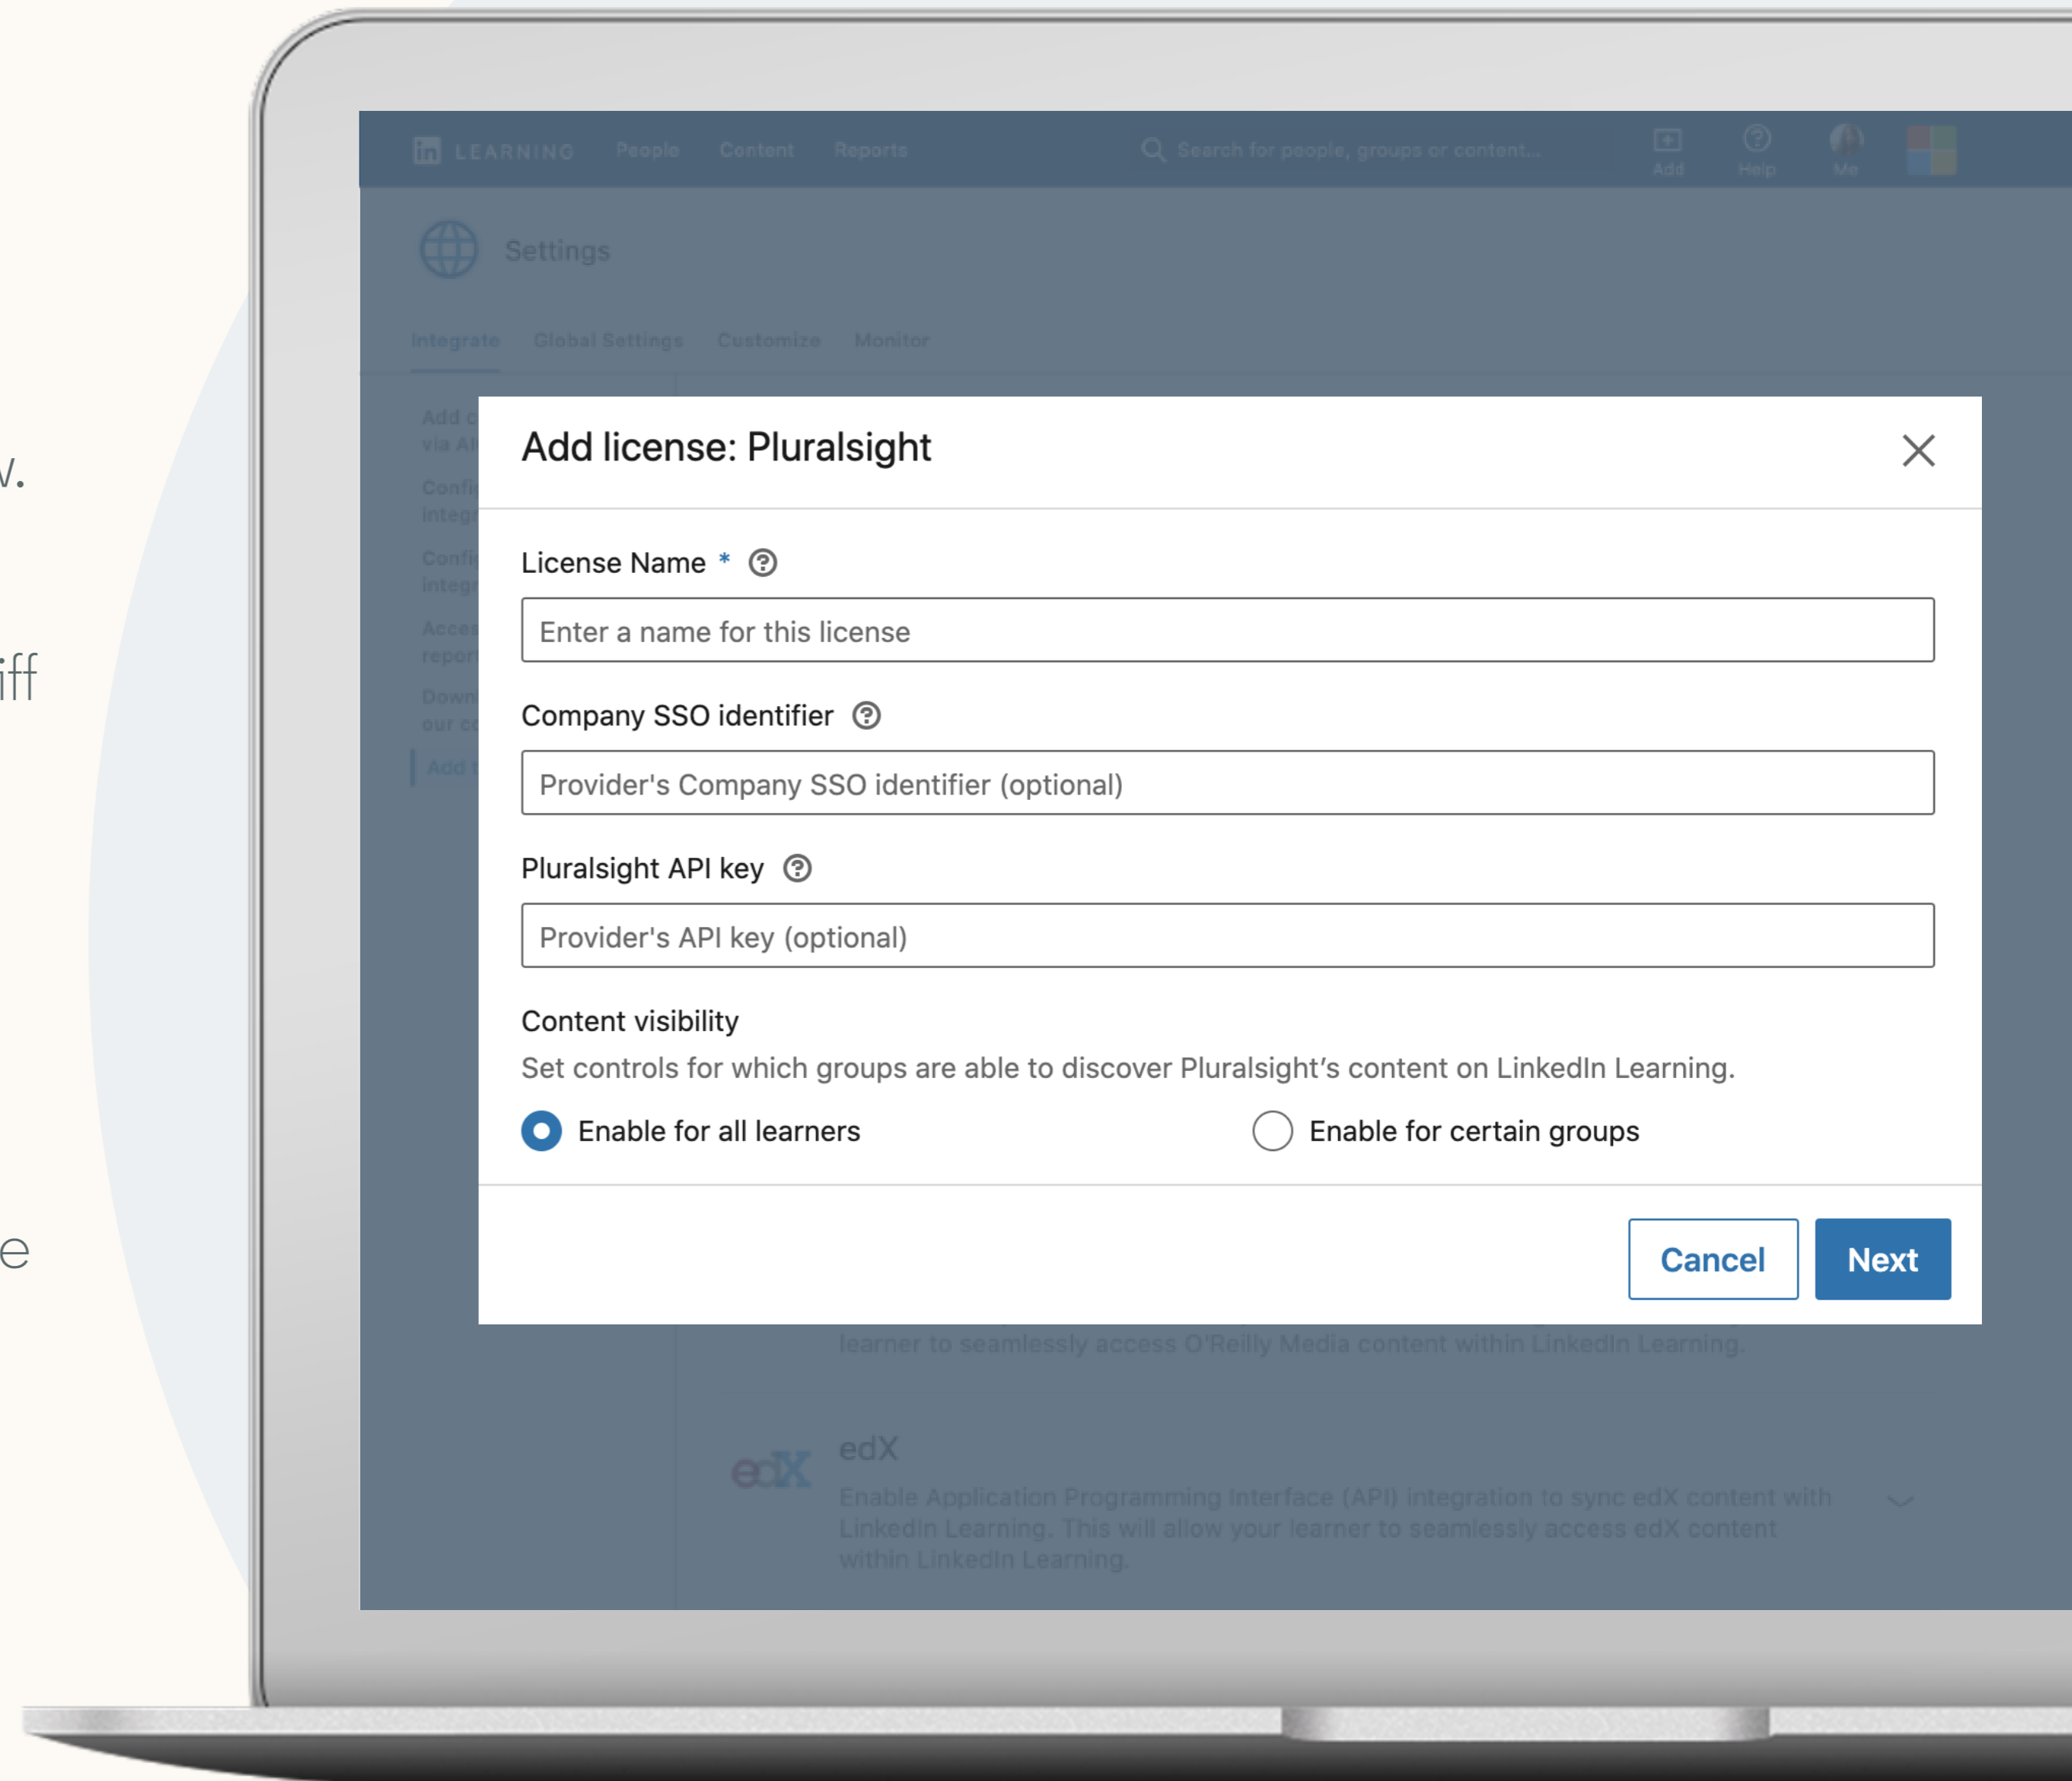 w.
iff
e
in LEARNING People Content Reports Search for people, groups or content... Add Help Me
Settings
Integrate Global Settings Customize Monitor
Add
via
Add license: Pluralsight
License Name * ?
Enter a name for this license
Company SSO identifier ?
Provider's Company SSO identifier (optional)
Pluralsight API key ?
Provider's API key (optional)
Content visibility
Set controls for which groups are able to discover Pluralsight’s content on LinkedIn Learning.
Enable for all learners Enable for certain groups
Cancel Next
learner to seamlessly access O'Reilly Media content within LinkedIn Learning.
edX
edX
Enable Application Programming Interface (API) integration to sync edX content with
LinkedIn Learning. This will allow your learner to seamlessly access edX content
within LinkedIn Learning.